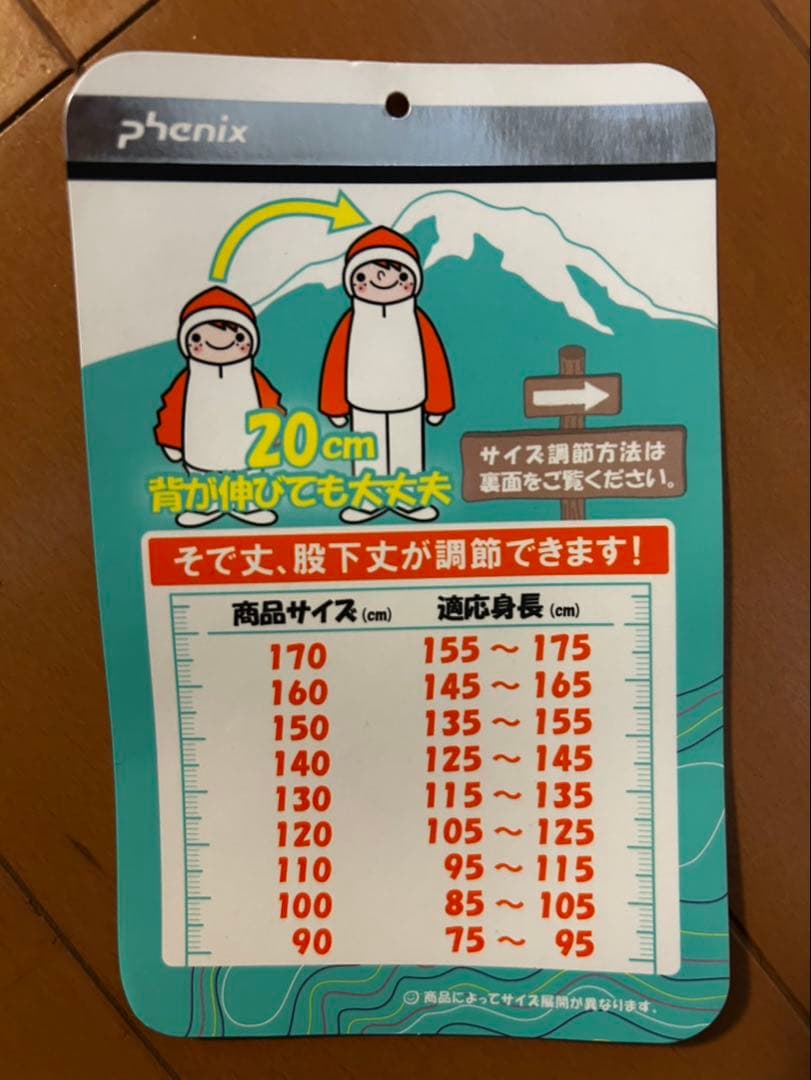 phenix
20cm
背が伸びても大丈夫
サイズ調節方法は
裏面をご覧ください。
そで丈、股下丈が調節できます!
商品サイズ(cm) 適応身長(cm)
170 155～175
160 145～165
150 135～155
140 125～145
130 115～135
120 105～125
110 95～115
100 85～105
90 75～95
商品によってサイズ展開が異なります。